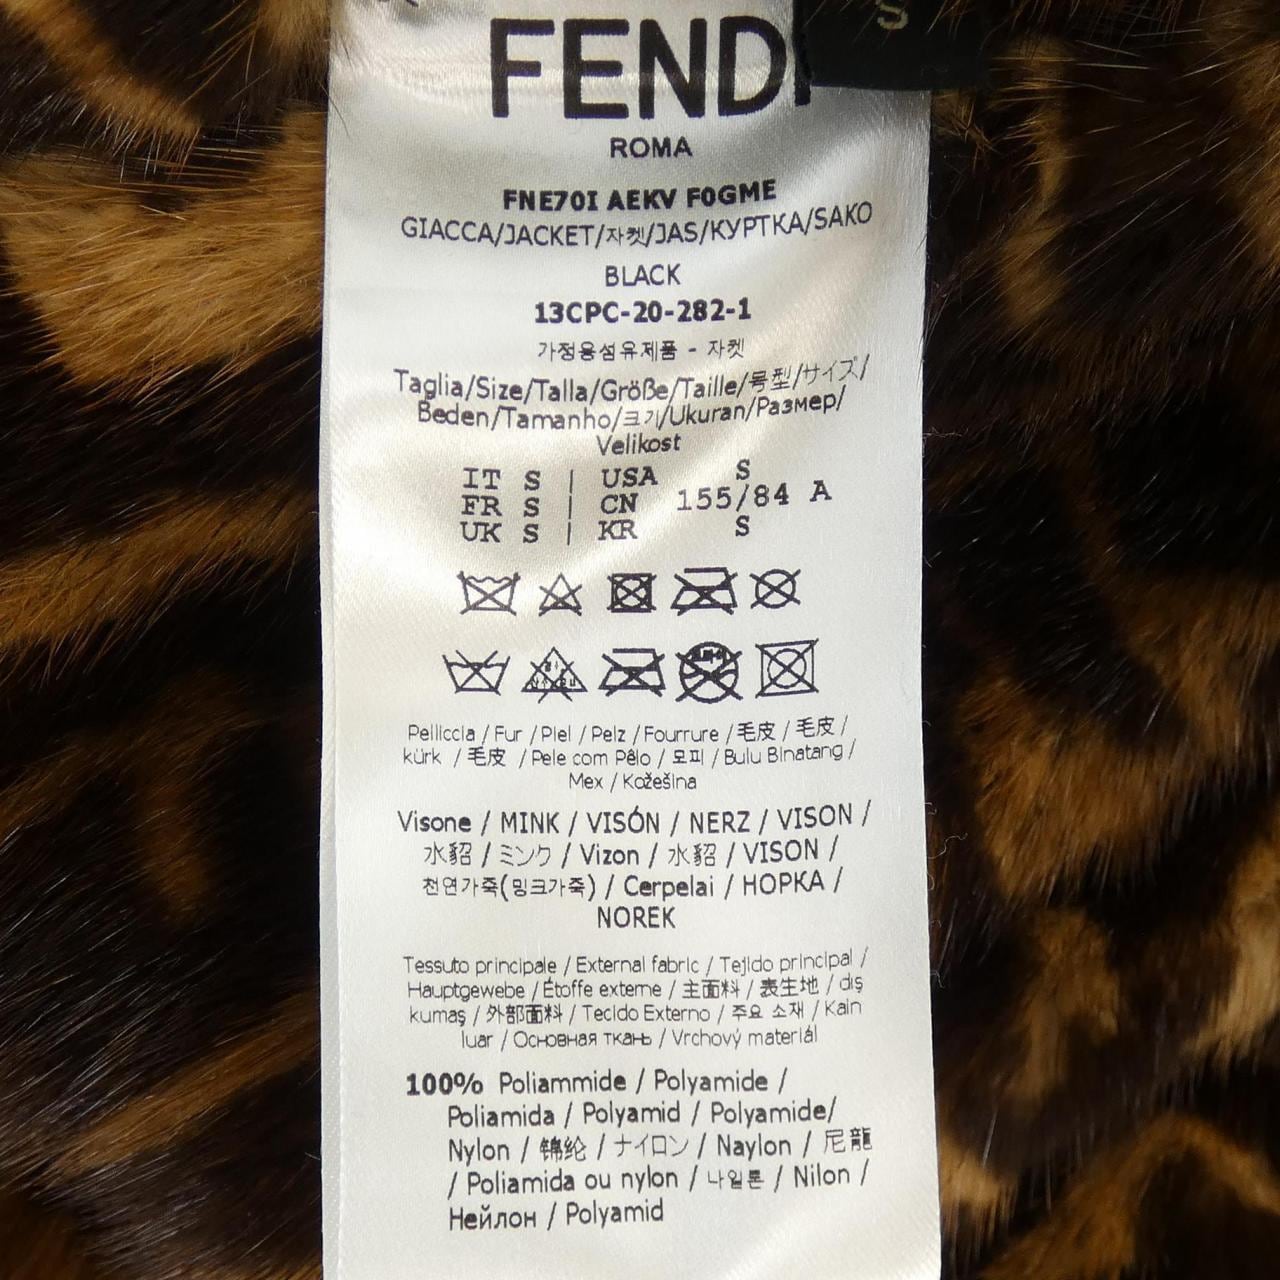 S
FENDI
ROMA
FNE70I AEKV F0GME
GIACCA/JACKET/자켓/JAS/КУРТКА/SAKO
BLACK
13CPC-20-282-1
가정용섬유제품 - 자켓
Taglia/Size/Talla/Größe/Taille/号型/サイズ/
Beden/Tamanho/크기/Ukuran/Размер/
Velikost
IT S | USA S
FR S | CN 155/84 A
UK S | KR S
Pelliccia / Fur / Piel / Pelz / Fourrure / 毛皮 / 毛皮 /
kürk / 毛皮 / Pele com Pêlo / 모피 / Bulu Binatang /
Mex / Kožešina
Visone / MINK / VISÓN / NERZ / VISON /
水貂 / ミンク / Vizon / 水貂 / VISON /
천연가죽(밍크가죽) / Cerpelai / НОРКА /
NOREK
Tessuto principale / External fabric / Tejido principal /
Hauptgewebe / Étoffe externe / 主面料 / 表生地 / dış
kumaş / 外部面料 / Tecido Externo / 주요 소재 / Kain
luar / Основная ткань / Vrchový materiál
100% Poliammide / Polyamide /
Poliamida / Polyamid / Polyamide/
Nylon / 锦纶 / ナイロン / Naylon / 尼龍
/ Poliamida ou nylon / 나일론 / Nilon /
Нейлон / Polyamid